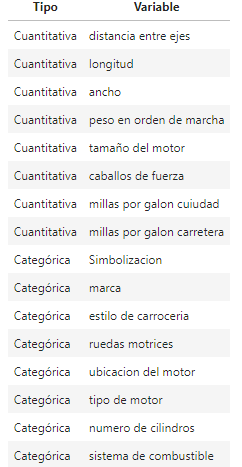 Tipo Variable
Cuantitativa distancia entre ejes
Cuantitativa longitud
Cuantitativa ancho
Cuantitativa peso en orden de marcha
Cuantitativa tamaño del motor
Cuantitativa caballos de fuerza
Cuantitativa millas por galon cuiudad
Cuantitativa millas por galon carretera
Categórica Simbolizacion
Categórica marca
Categórica estilo de carroceria
Categórica ruedas motrices
Categórica ubicacion del motor
Categórica tipo de motor
Categórica numero de cilindros
Categórica sistema de combustible